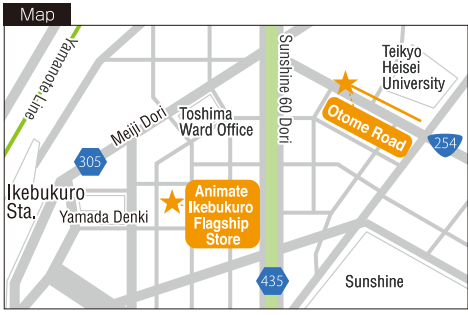 Map
Yamanote Line
Meiji Dori
Sunshine 60 Dori
Teikyo
Heisei
University
Toshima
Ward Office
Otome Road
254
305
Ikebukuro
Sta.
Yamada Denki
Animate
Ikebukuro
Flagship
Store
435
Sunshine